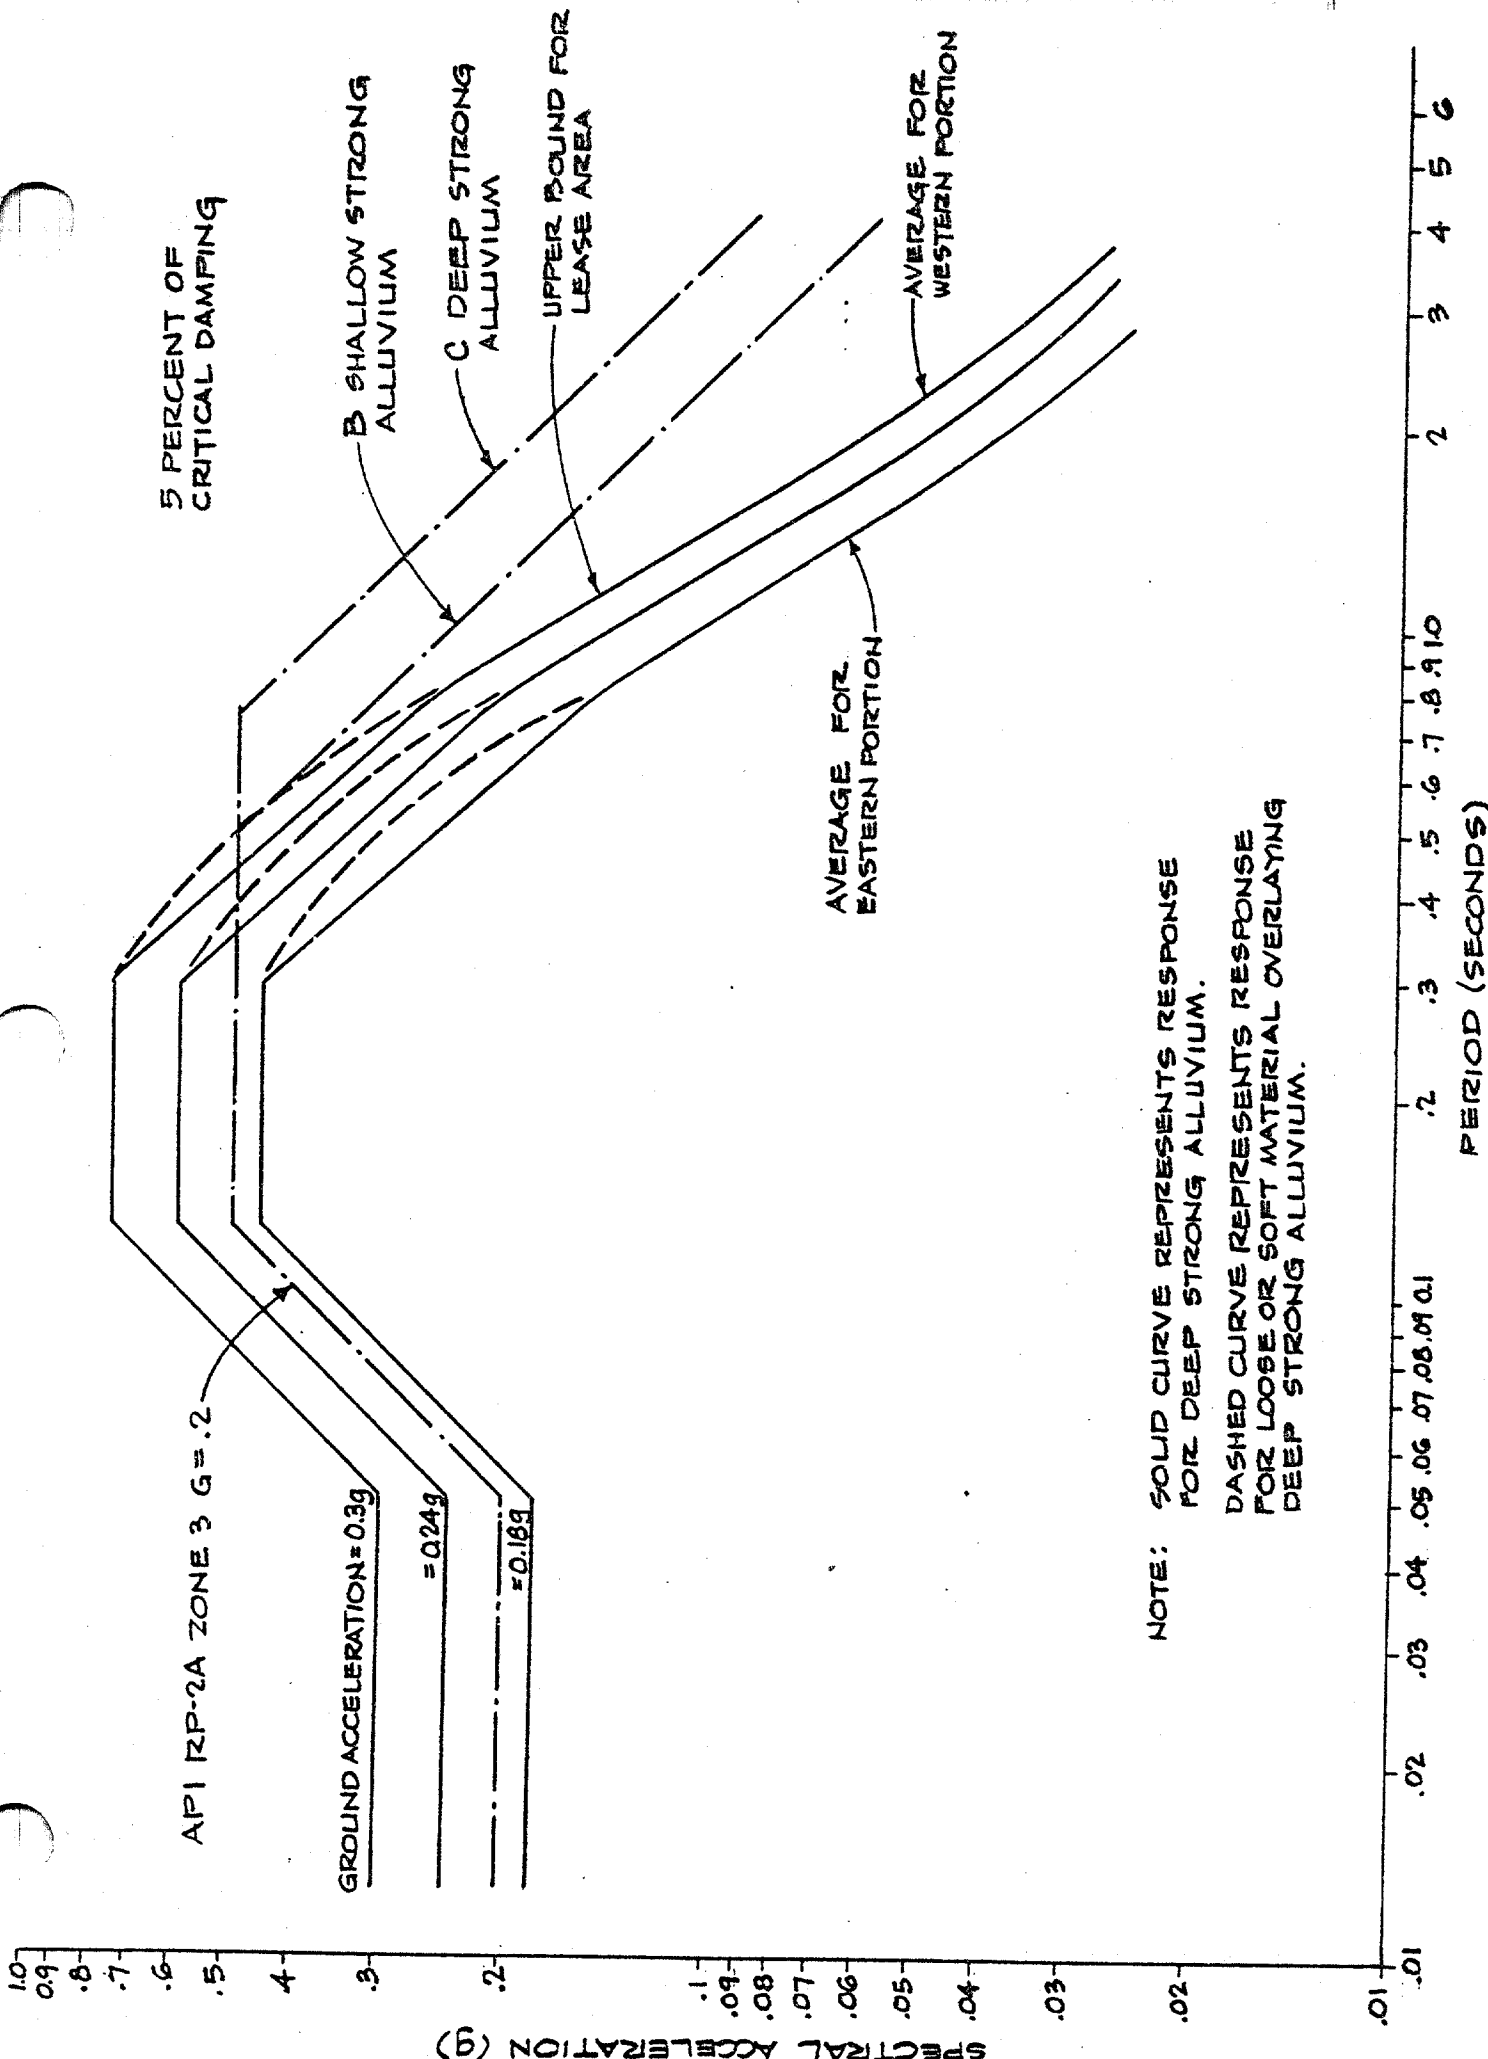 5 PERCENT OF
CRITICAL DAMPING
B SHALLOW STRONG
ALLUVIUM
C DEEP STRONG
ALLUVIUM
UPPER BOUND FOR
LEASE AREA
AVERAGE FOR
WESTERN PORTION
AVERAGE FOR
EASTERN PORTION
API RP-2A ZONE 3 G=.2
GROUND ACCELERATION=0.3g
=0.24g
=0.18g
NOTE: SOLID CURVE REPRESENTS RESPONSE
FOR DEEP STRONG ALLUVIUM.
DASHED CURVE REPRESENTS RESPONSE
FOR LOOSE OR SOFT MATERIAL OVERLAYING
DEEP STRONG ALLUVIUM.
SPECTRAL ACCELERATION (g)
1.0
0.9
.8
.7
.6
.5
.4
.3
.2
.1
.09
.08
.07
.06
.05
.04
.03
.02
.01
.01 .02 .03 .04 .05 .06 .07 .08 .09 0.1 .2 .3 .4 .5 .6 .7 .8 .9 1.0 2 3 4 5 6
PERIOD (SECONDS)